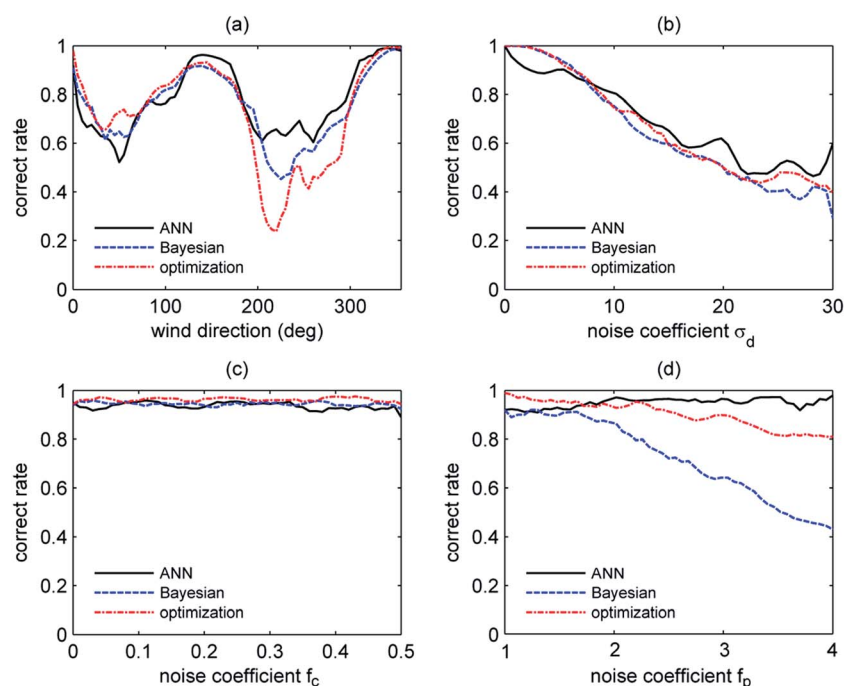 (a)
correct rate
1
0.8
0.6
0.4
0.2
0
ANN
Bayesian
optimization
0 100 200 300
wind direction (deg)
(b)
correct rate
1
0.8
0.6
0.4
0.2
0
ANN
Bayesian
optimization
0 10 20 30
noise coefficient σd
(c)
correct rate
1
0.8
0.6
0.4
0.2
0
ANN
Bayesian
optimization
0 0.1 0.2 0.3 0.4 0.5
noise coefficient fc
(d)
correct rate
1
0.8
0.6
0.4
0.2
0
ANN
Bayesian
optimization
1 2 3 4
noise coefficient fp